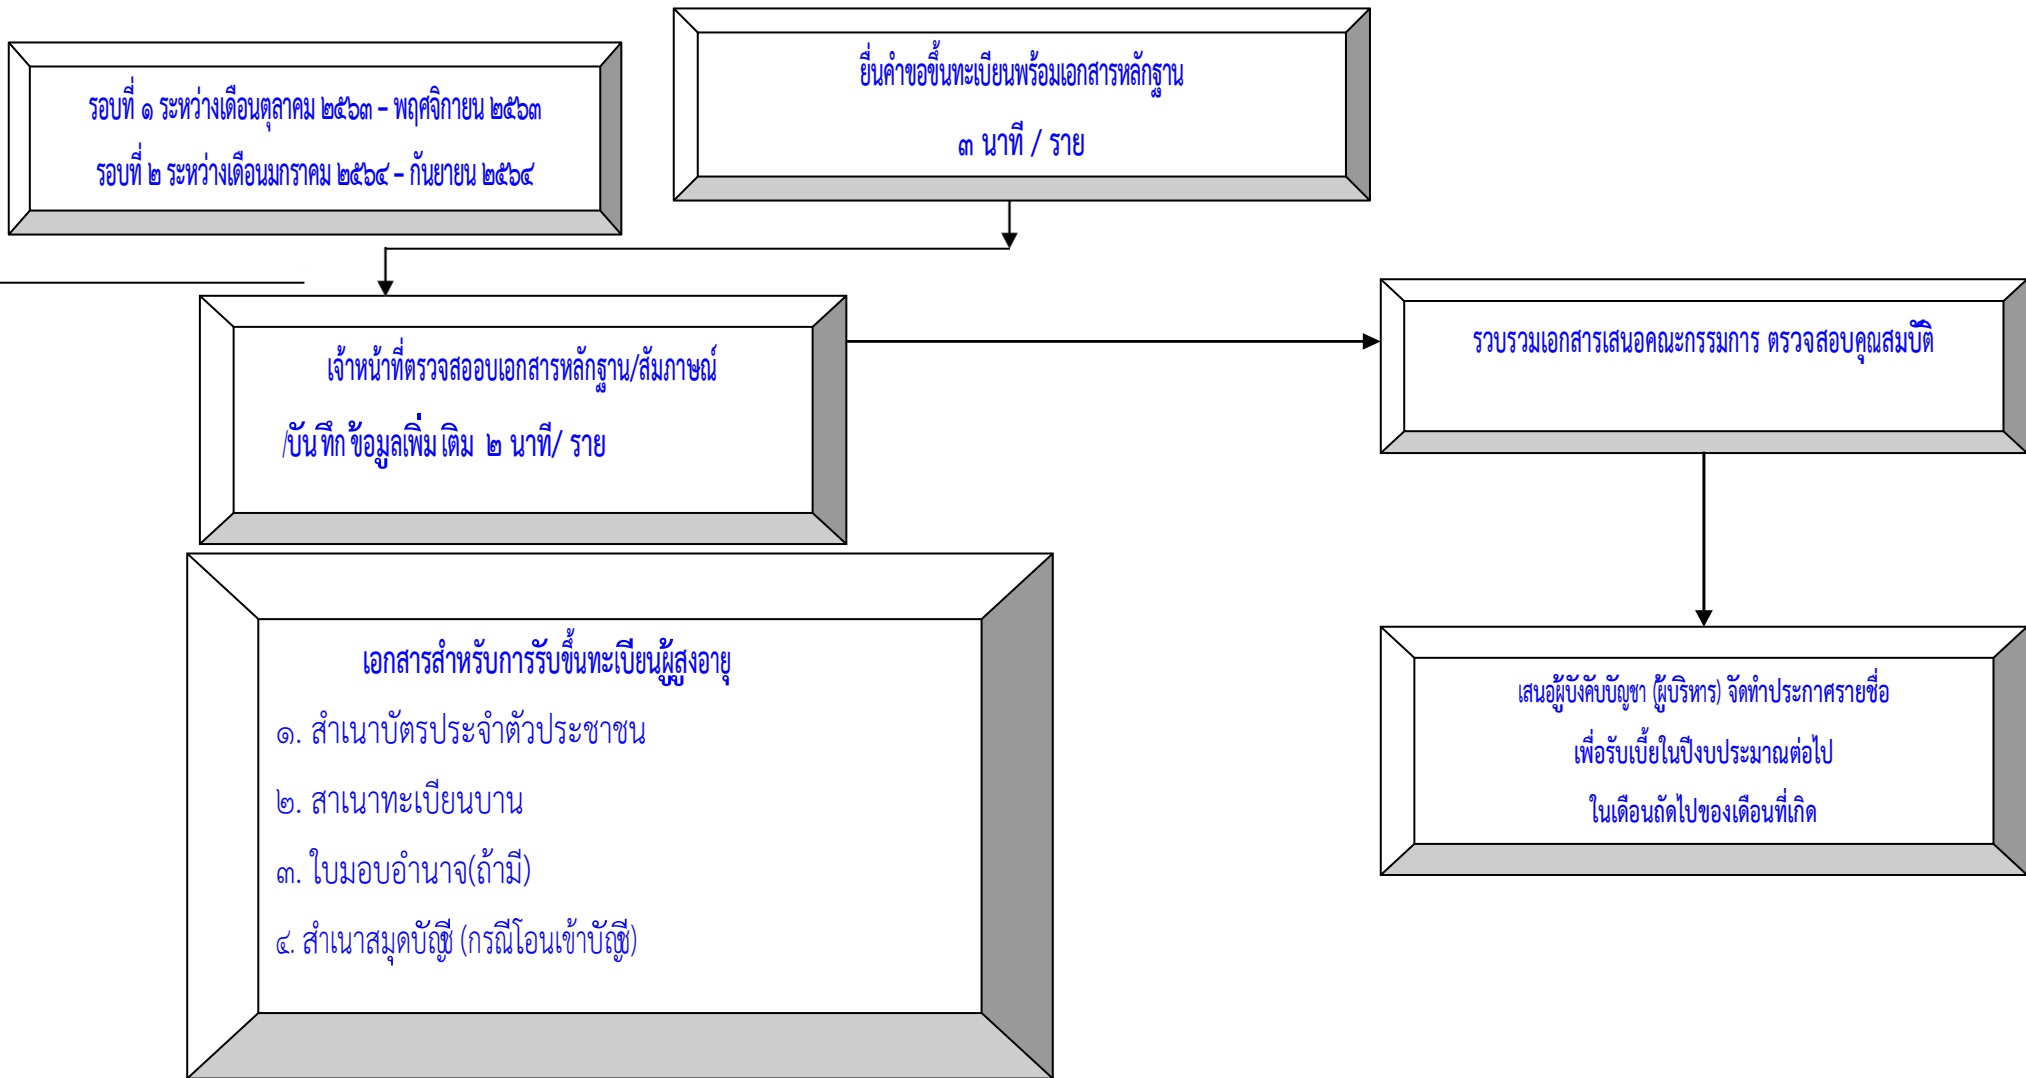 รอบที่ ๑ ระหว่างเดือนตุลาคม ๒๕๖๓ – พฤศจิกายน ๒๕๖๓
รอบที่ ๒ ระหว่างเดือนมกราคม ๒๕๖๔ – กันยายน ๒๕๖๔
ยื่นคำขอขึ้นทะเบียนพร้อมเอกสารหลักฐาน
๓ นาที / ราย
เจ้าหน้าที่ตรวจสออบเอกสารหลักฐาน/สัมภาษณ์
/บันทึกข้อมูลเพิ่มเติม ๒ นาที/ ราย
รวบรวมเอกสารเสนอคณะกรรมการ ตรวจสอบคุณสมบัติ
เอกสารสำหรับการรับขึ้นทะเบียนผู้สูงอายุ
๑. สำเนาบัตรประจำตัวประชาชน
๒. สาเนาทะเบียนบาน
๓. ใบมอบอำนาจ(ถ้ามี)
๔. สำเนาสมุดบัญชี (กรณีโอนเข้าบัญชี)
เสนอผู้บังคับบัญชา (ผู้บริหาร) จัดทำประกาศรายชื่อ
เพื่อรับเบี้ยในปีงบประมาณต่อไป
ในเดือนถัดไปของเดือนที่เกิด